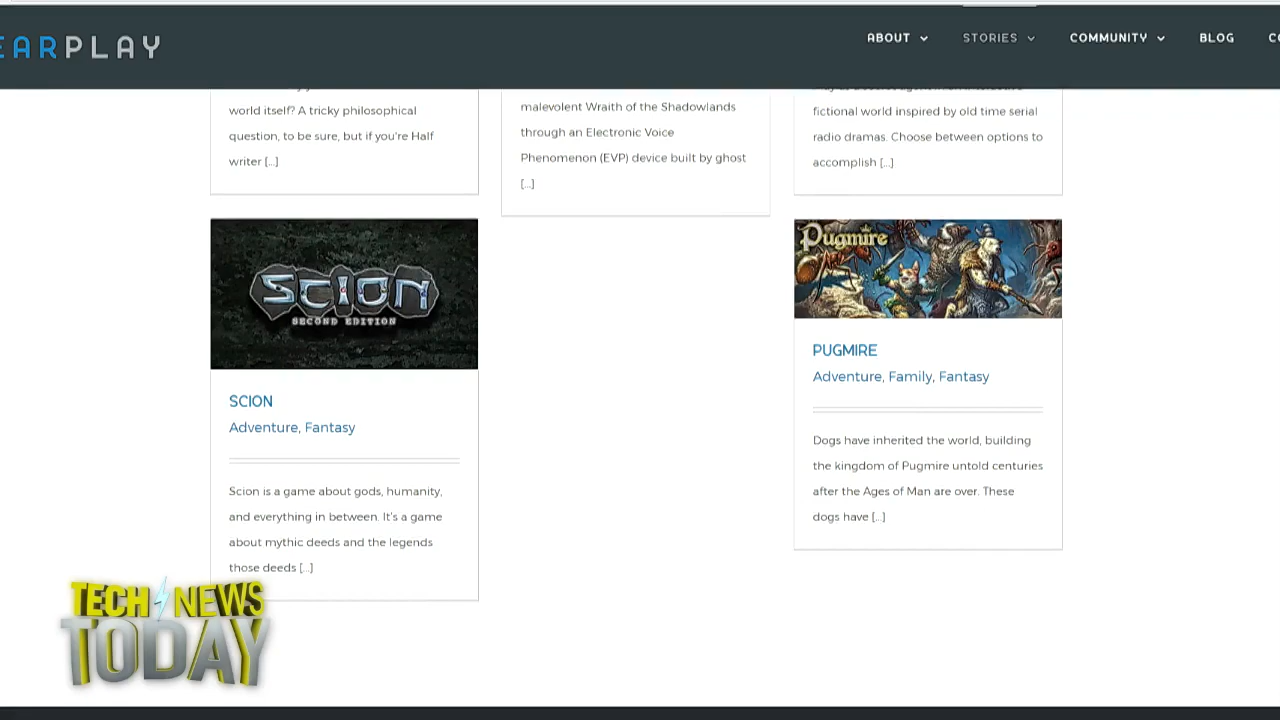 EARPLAY
ABOUT
STORIES
COMMUNITY
BLOG
world itself? A tricky philosophical
question, to be sure, but if you're Half
writer [...]
malevolent Wraith of the Shadowlands
through an Electronic Voice
Phenomenon (EVP) device built by ghost
[...]
fictional world inspired by old time serial
radio dramas. Choose between options to
accomplish [...]
SCION
SECOND EDITION
SCION
Adventure, Fantasy
Scion is a game about gods, humanity,
and everything in between. It's a game
about mythic deeds and the legends
those deeds [...]
Pugmire
PUGMIRE
Adventure, Family, Fantasy
Dogs have inherited the world, building
the kingdom of Pugmire untold centuries
after the Ages of Man are over. These
dogs have [...]
TECH NEWS
TODAY